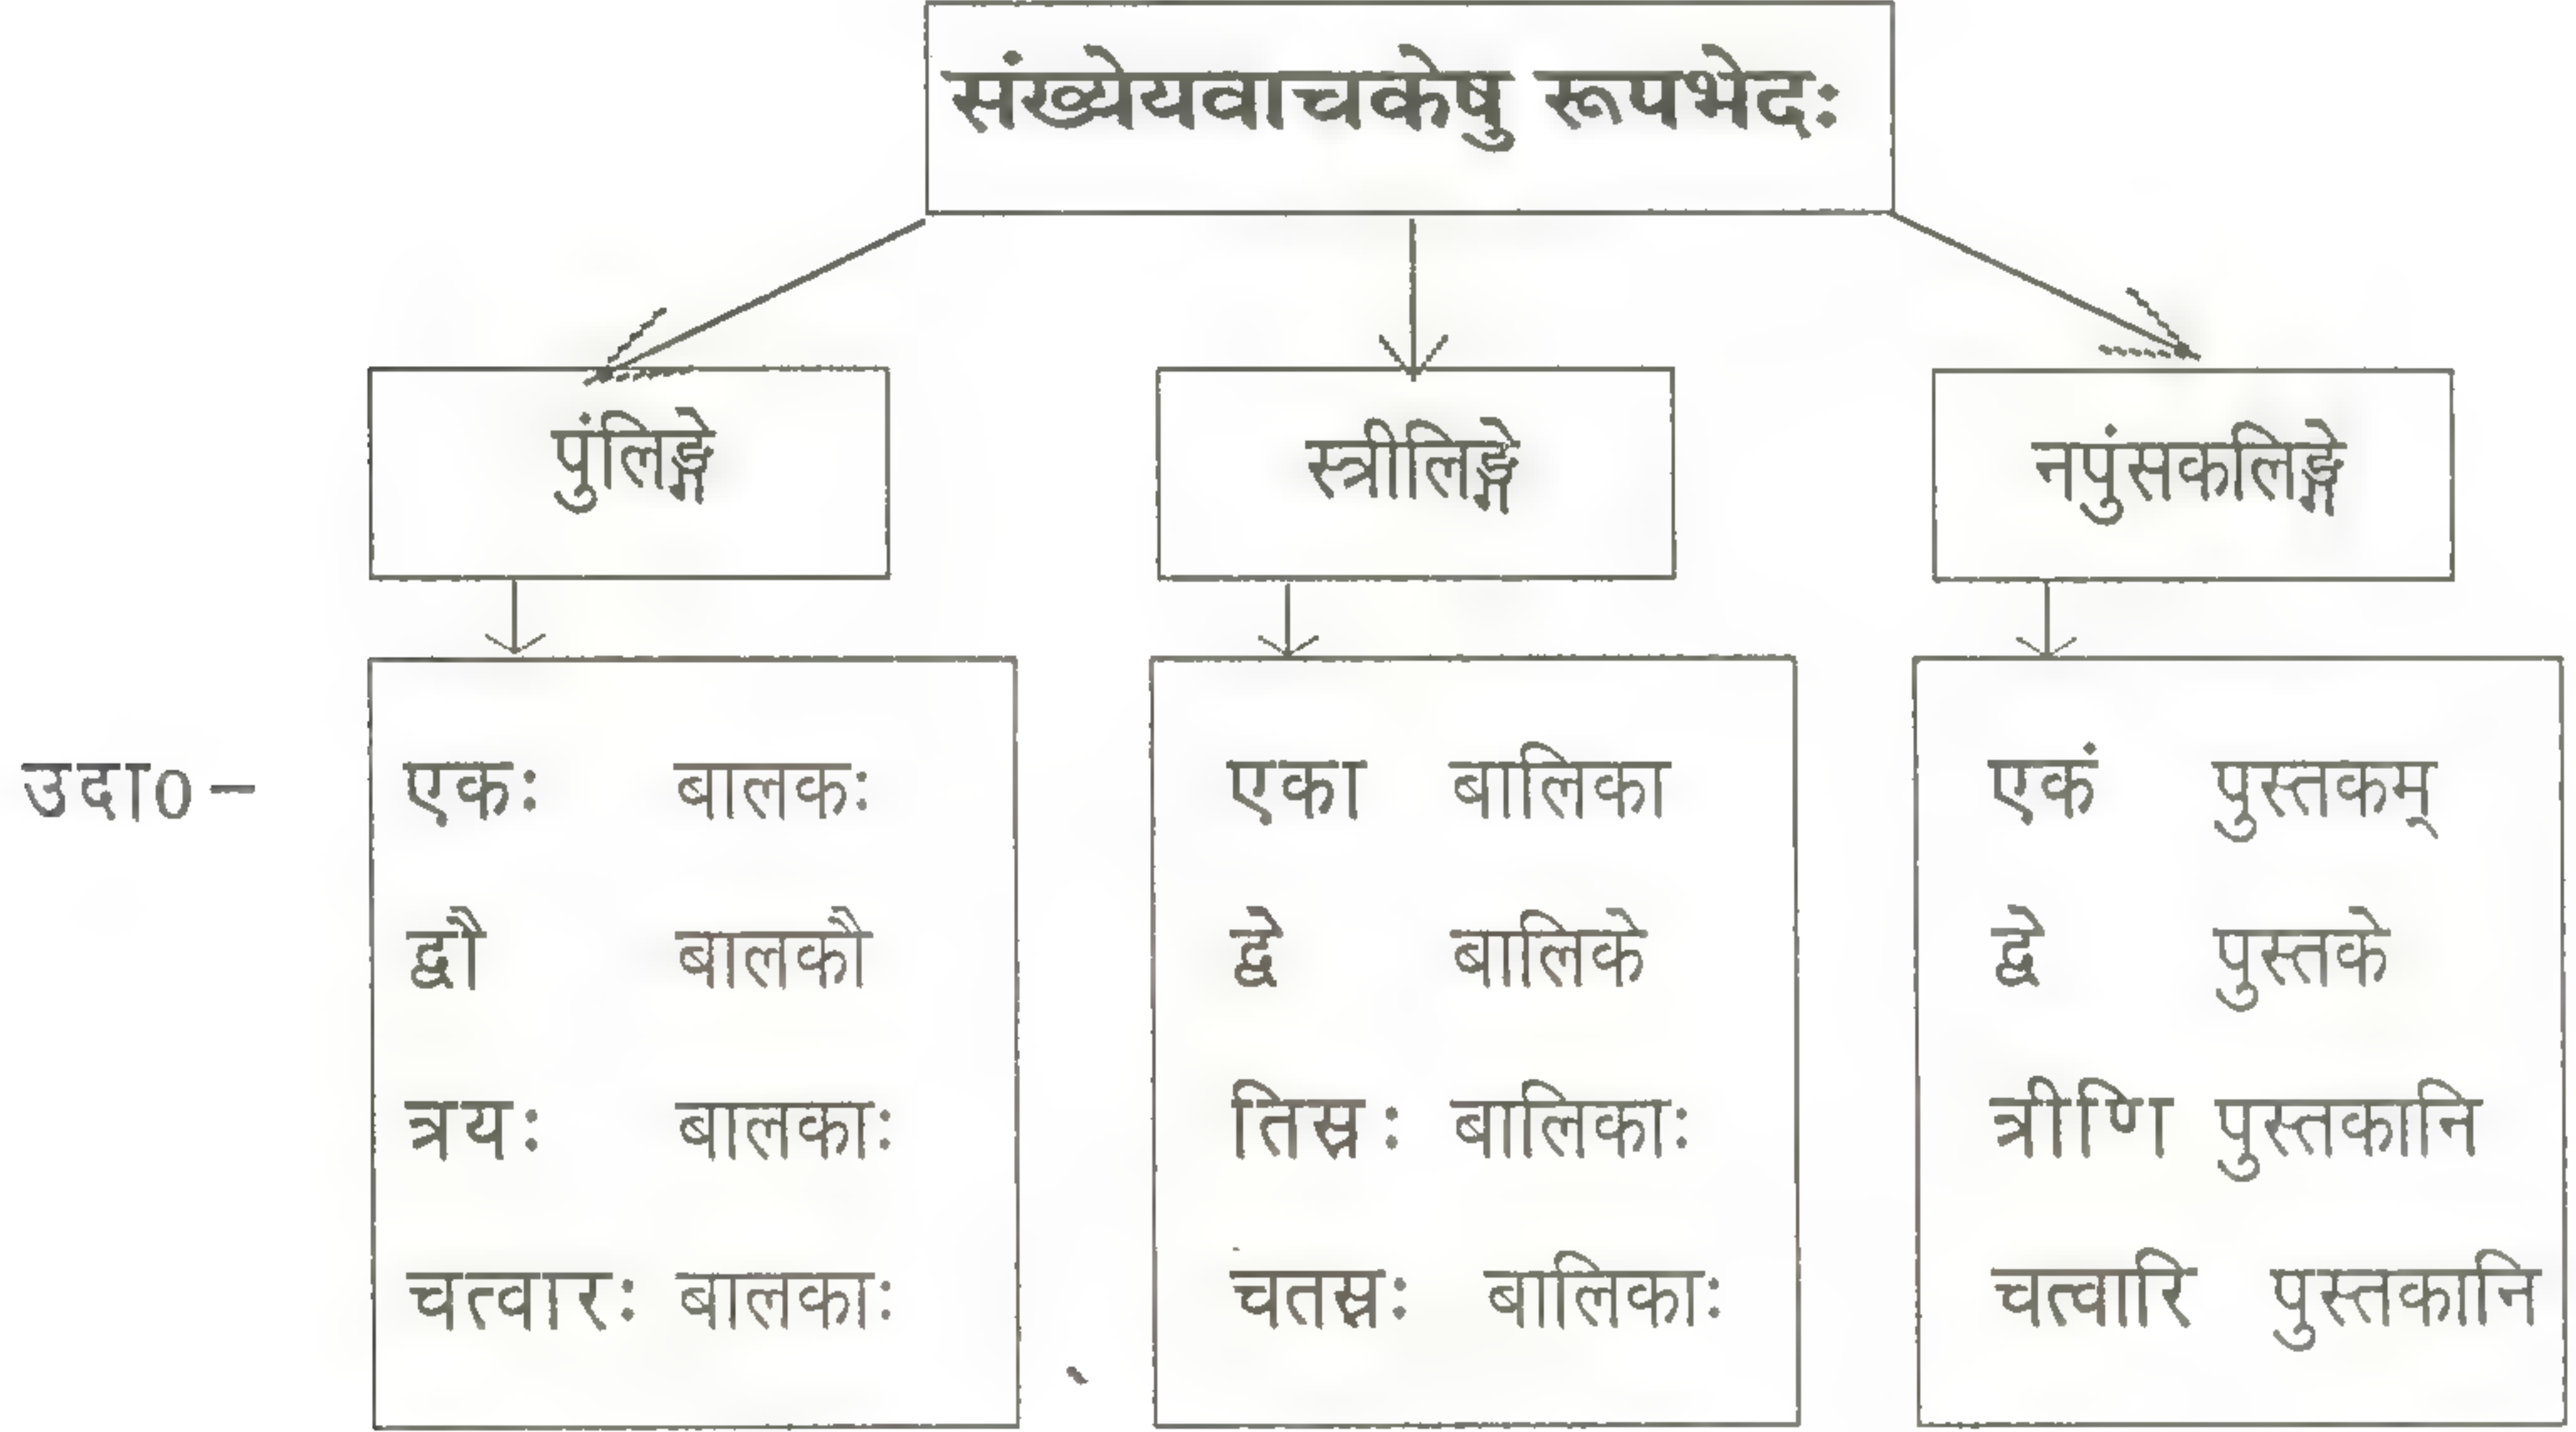 संख्येयवाचकेषु रूपभेदः
पुंलिङ्गे
स्त्रीलिङ्गे
नपुंसकलिङ्गे
उदा० –
एकः बालकः
द्वौ बालकौ
त्रयः बालकाः
चत्वारः बालकाः
एका बालिका
द्वे बालिके
तिस्रः बालिकाः
चतस्रः बालिकाः
एकं पुस्तकम्
द्वे पुस्तके
त्रीणि पुस्तकानि
चत्वारि पुस्तकानि